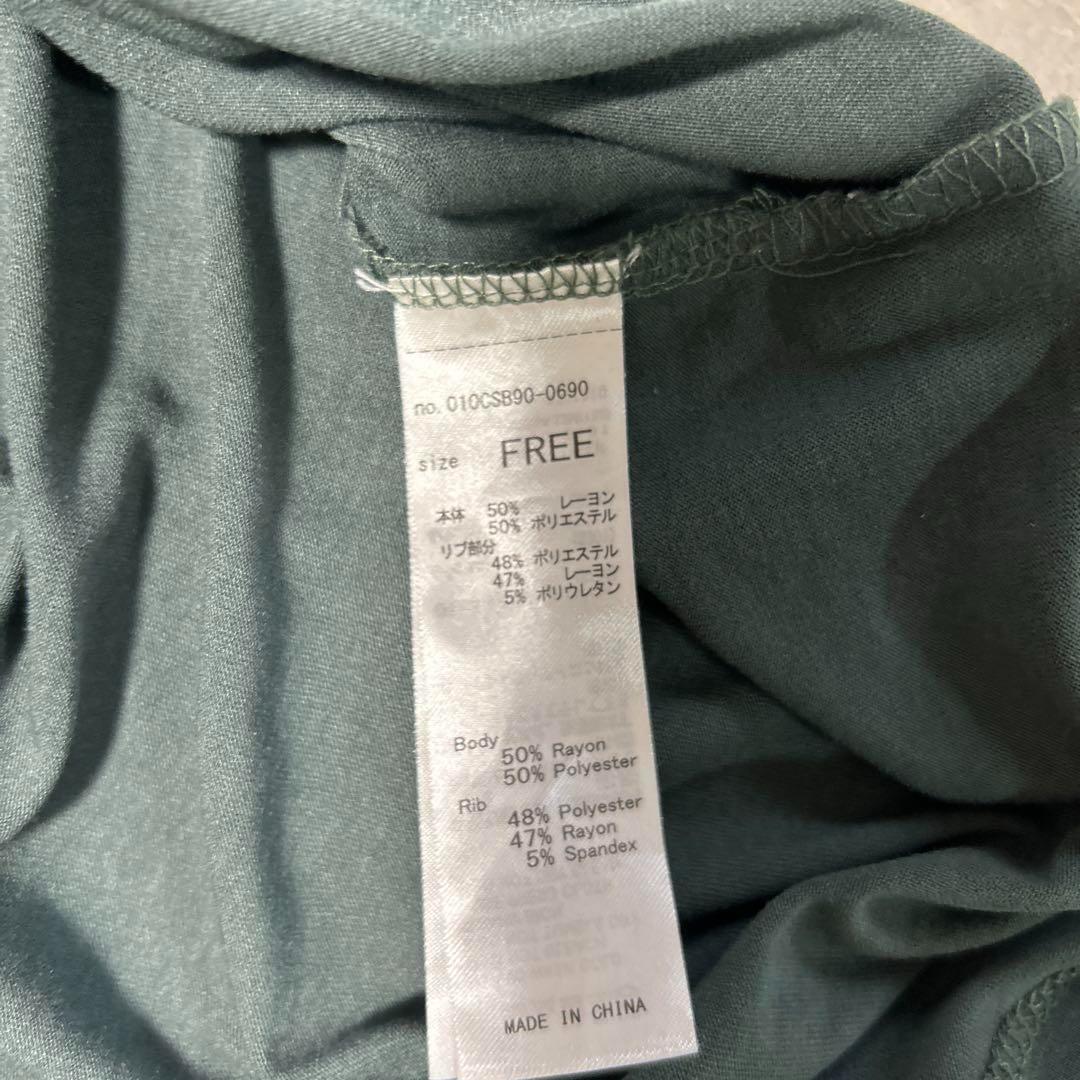 no. 010CSB90-0690
size FREE
本体 50% レーヨン
50% ポリエステル
リブ部分
48% ポリエステル
47% レーヨン
5% ポリウレタン
Body
50% Rayon
50% Polyester
Rib
48% Polyester
47% Rayon
5% Spandex
MADE IN CHINA